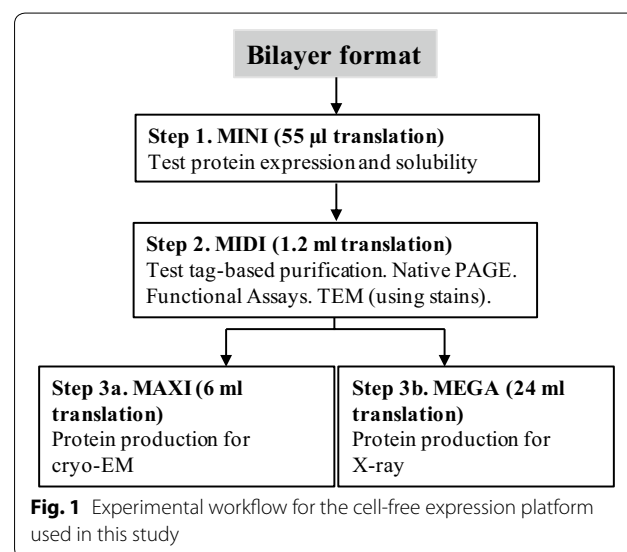 Bilayer format
Step 1. MINI (55 µl translation)
Test protein expression and solubility
Step 2. MIDI (1.2 ml translation)
Test tag-based purification. Native PAGE.
Functional Assays. TEM (using stains).
Step 3a. MAXI (6 ml
translation)
Protein production for
cryo-EM
Step 3b. MEGA (24 ml
translation)
Protein production for
X-ray
Fig. 1 Experimental workflow for the cell-free expression platform
used in this study